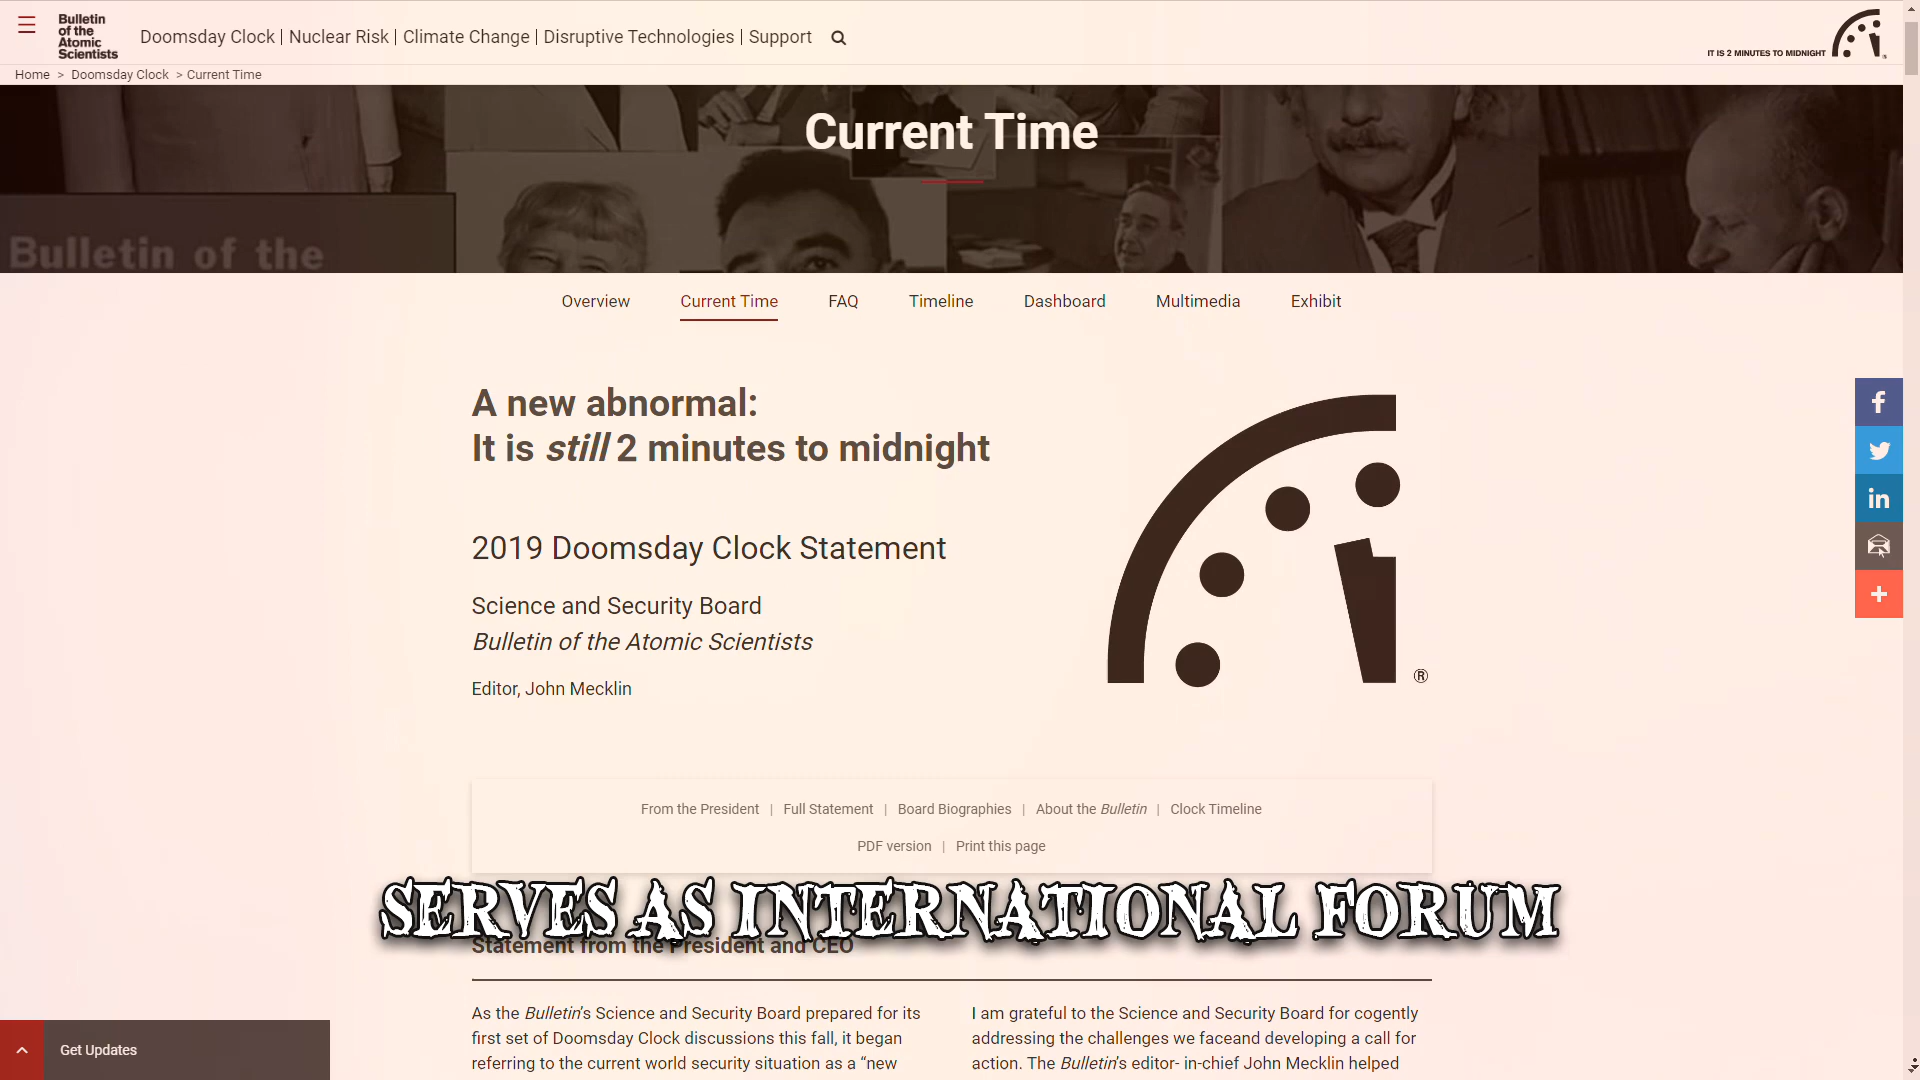 Bulletin
of the
Atomic
Scientists
Doomsday Clock | Nuclear Risk | Climate Change | Disruptive Technologies | Support
IT IS 2 MINUTES TO MIDNIGHT
Home > Doomsday Clock > Current Time
Current Time
Bulletin of the
Overview Current Time FAQ Timeline Dashboard Multimedia Exhibit
A new abnormal:
It is still 2 minutes to midnight
2019 Doomsday Clock Statement
Science and Security Board
Bulletin of the Atomic Scientists
Editor, John Mecklin
®
From the President | Full Statement | Board Biographies | About the Bulletin | Clock Timeline
PDF version | Print this page
SERVES AS INTERNATIONAL FORUM
Statement from the President and CEO
As the Bulletin's Science and Security Board prepared for its
first set of Doomsday Clock discussions this fall, it began
referring to the current world security situation as a “new
I am grateful to the Science and Security Board for cogently
addressing the challenges we faceand developing a call for
action. The Bulletin's editor- in-chief John Mecklin helped
Get Updates